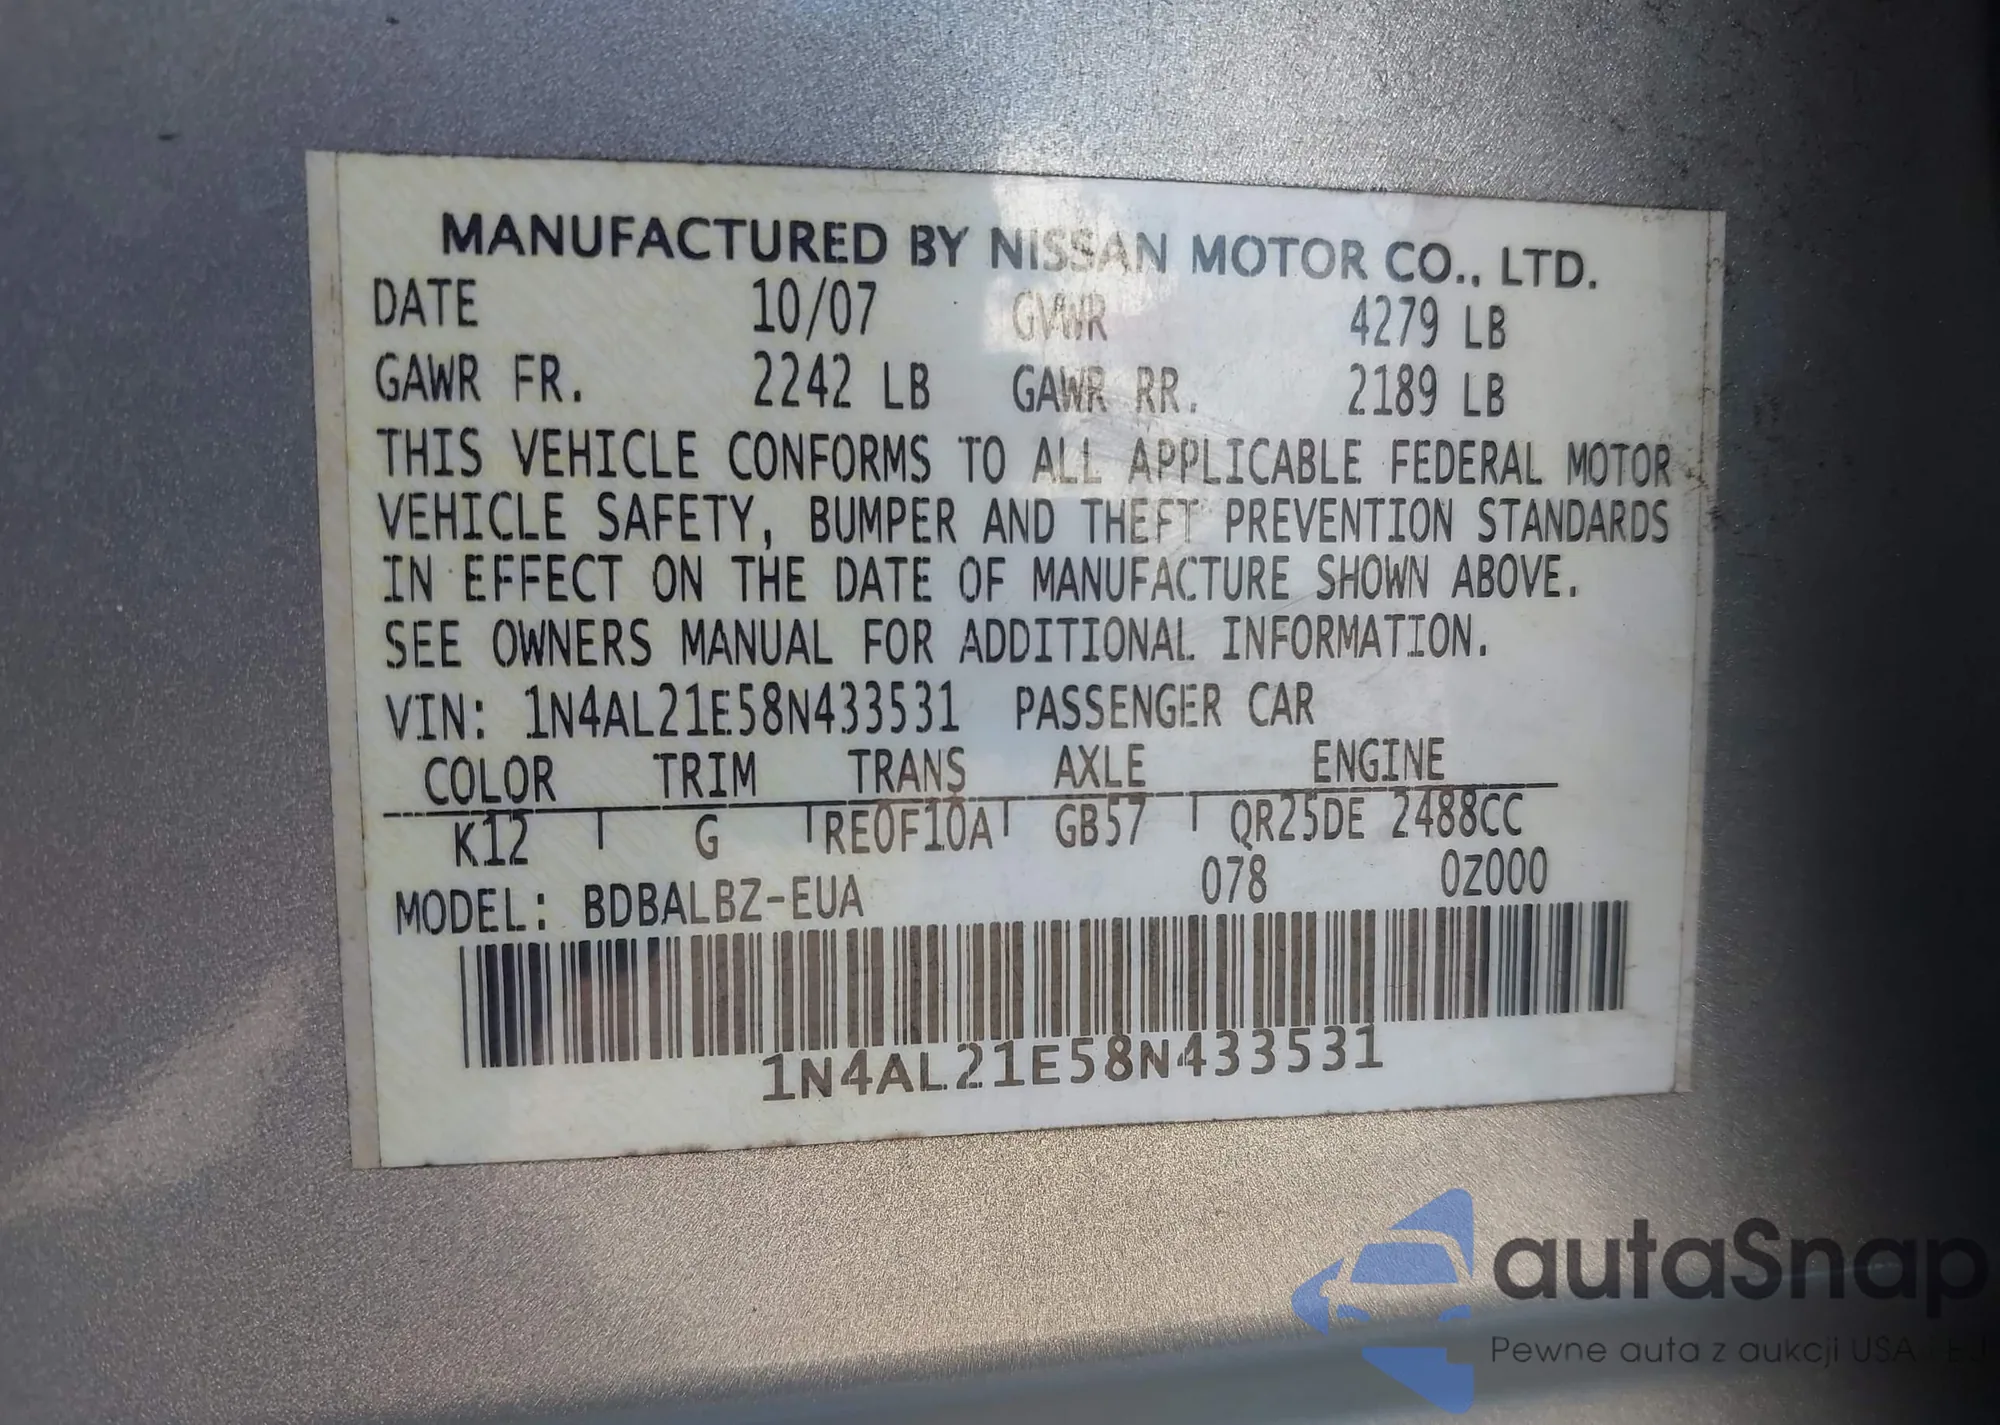 MANUFACTURED BY NISSAN MOTOR CO., LTD.
DATE 10/07 GVWR 4279 LB
GAWR FR. 2242 LB GAWR RR. 2189 LB
THIS VEHICLE CONFORMS TO ALL APPLICABLE FEDERAL MOTOR
VEHICLE SAFETY, BUMPER AND THEFT PREVENTION STANDARDS
IN EFFECT ON THE DATE OF MANUFACTURE SHOWN ABOVE.
SEE OWNERS MANUAL FOR ADDITIONAL INFORMATION.
VIN: 1N4AL21E58N433531 PASSENGER CAR
COLOR TRIM TRANS AXLE ENGINE
K12 G RE0F10A GB57 QR25DE 2488CC
078 0Z000
MODEL: BDBALBZ-EUA
1N4AL21E58N433531
autaSnap
Pewne auta z aukcji USA